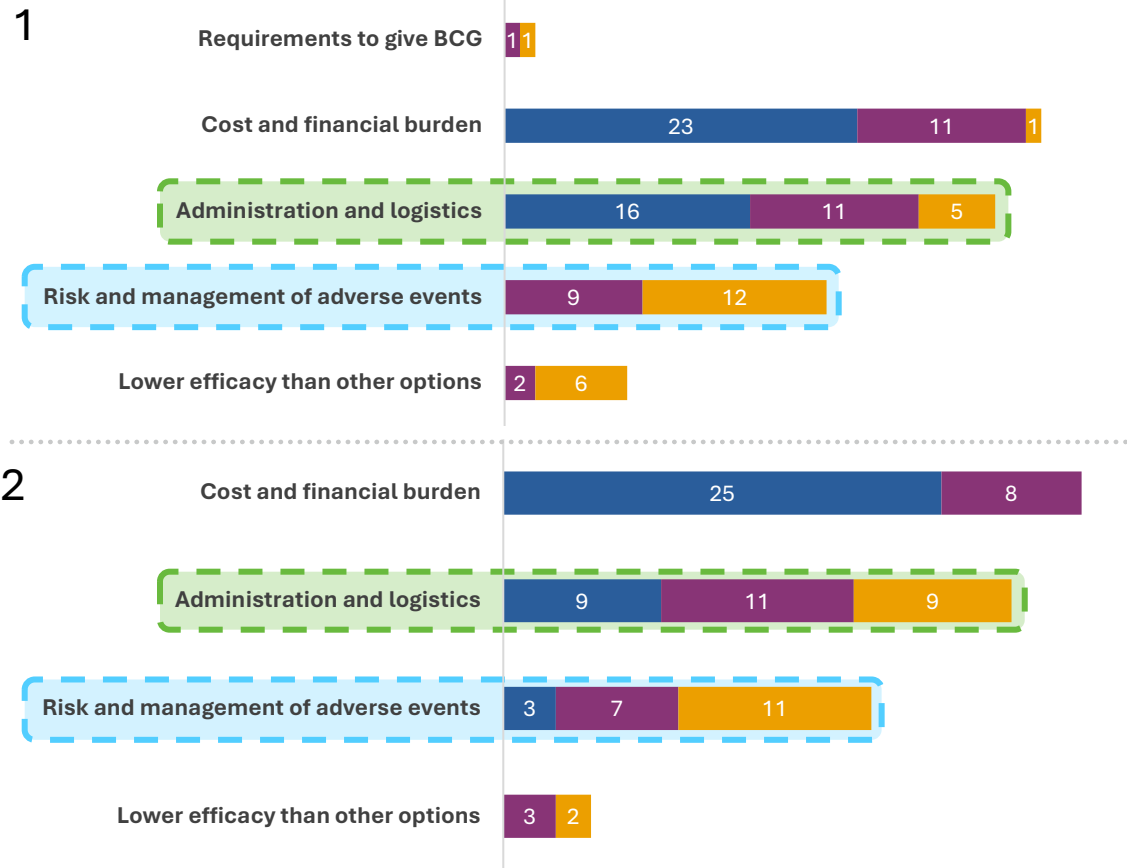 1
Requirements to give BCG 1 1
Cost and financial burden 23 11 1
Administration and logistics 16 11 5
Risk and management of adverse events 9 12
Lower efficacy than other options 2 6
2
Cost and financial burden 25 8
Administration and logistics 9 11 9
Risk and management of adverse events 3 7 11
Lower efficacy than other options 3 2